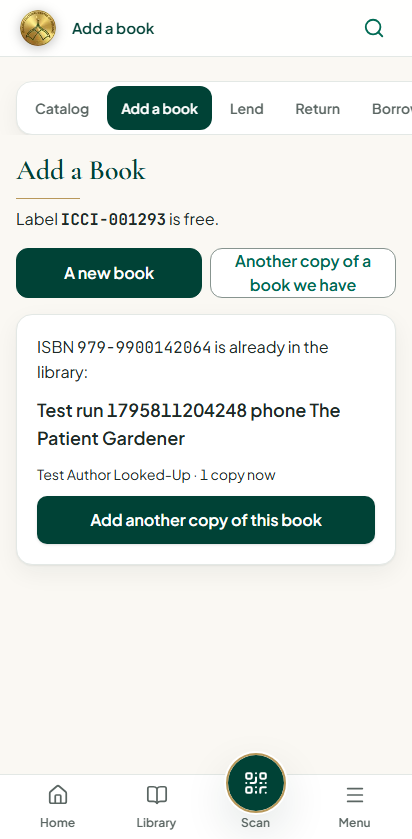 Add a book
Catalog
Add a book
Lend
Return
Borrow
Add a Book
Label ICCI-001293 is free.
A new book
Another copy of a
book we have
ISBN 979-9900142064 is already in the
library:
Test run 1795811204248 phone The
Patient Gardener
Test Author Looked-Up · 1 copy now
Add another copy of this book
Home
Library
Scan
Menu